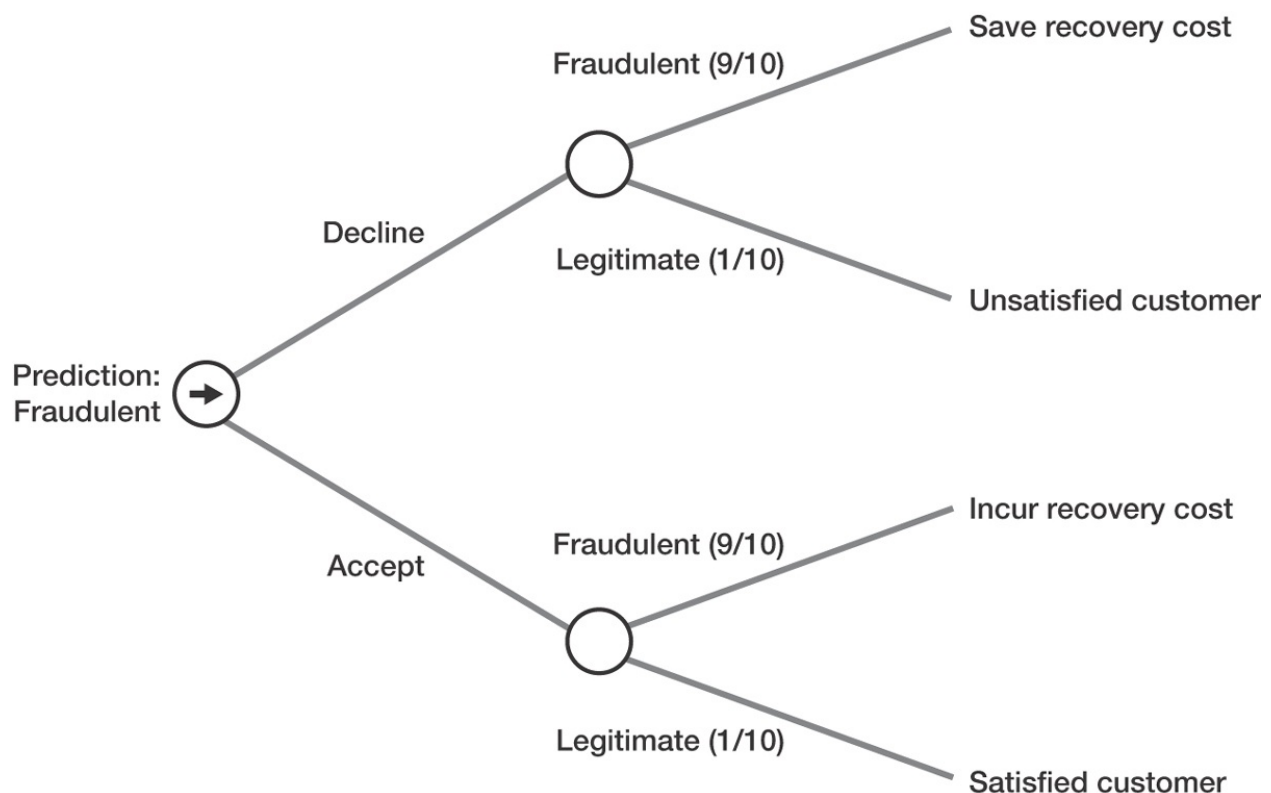 Save recovery cost
Fraudulent (9/10)
Decline
Legitimate (1/10)
Unsatisfied customer
Prediction:
Fraudulent
Incur recovery cost
Fraudulent (9/10)
Accept
Legitimate (1/10)
Satisfied customer